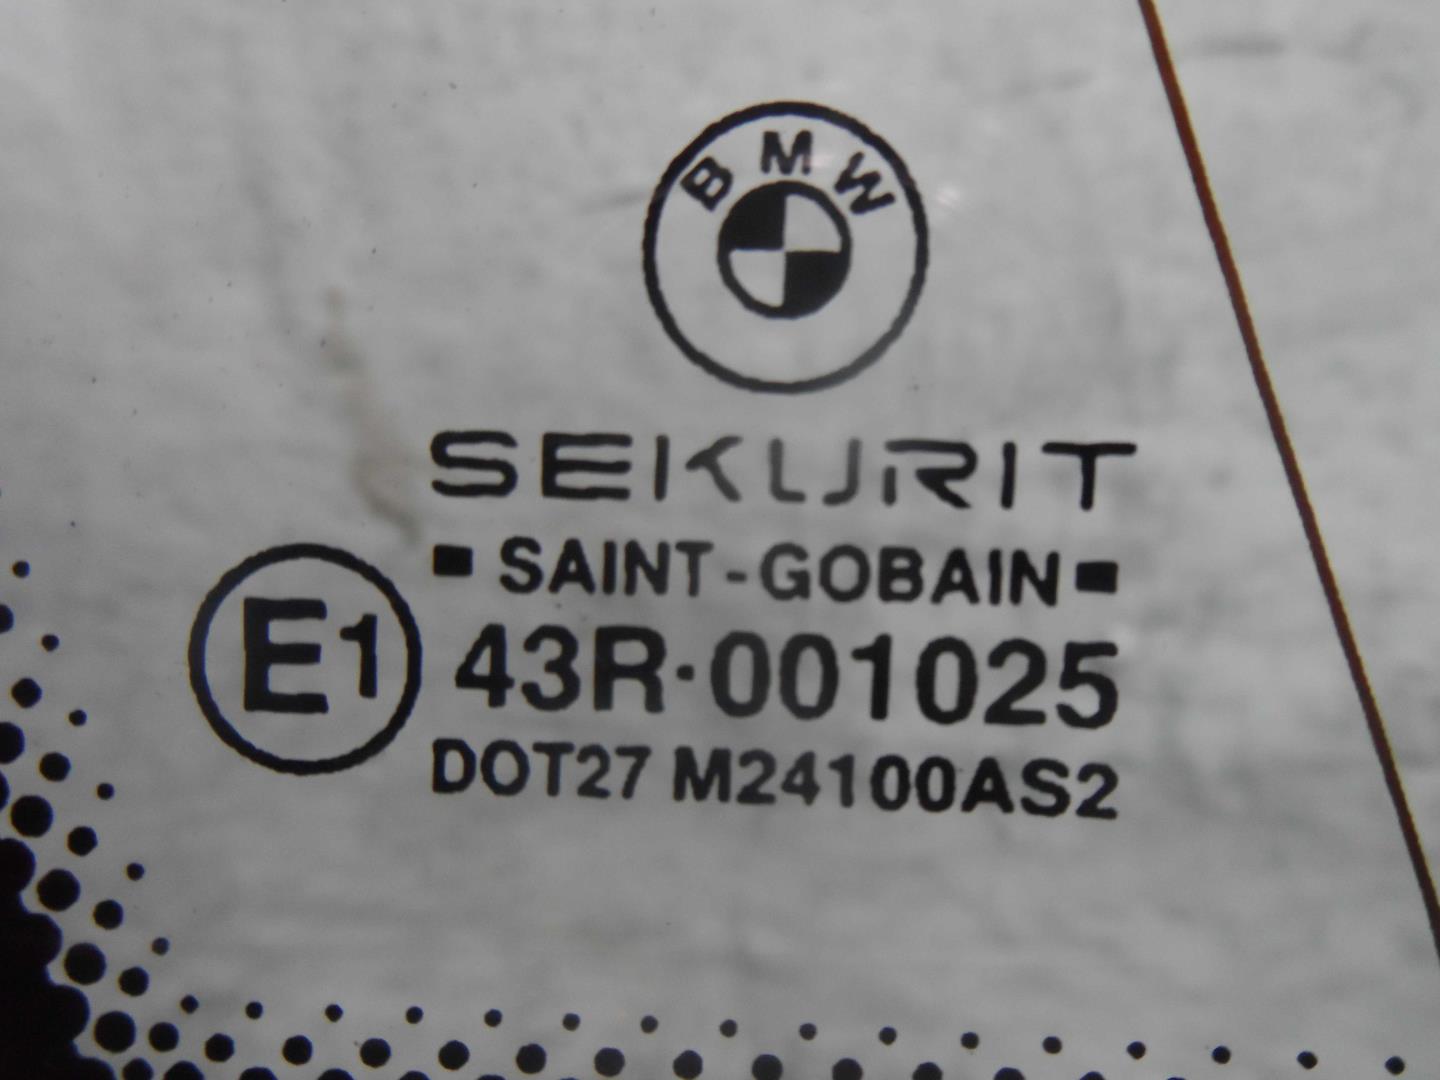 BMW
SEKURIT
SAINT-GOBAIN
E1
43R·001025
DOT27 M24100AS2